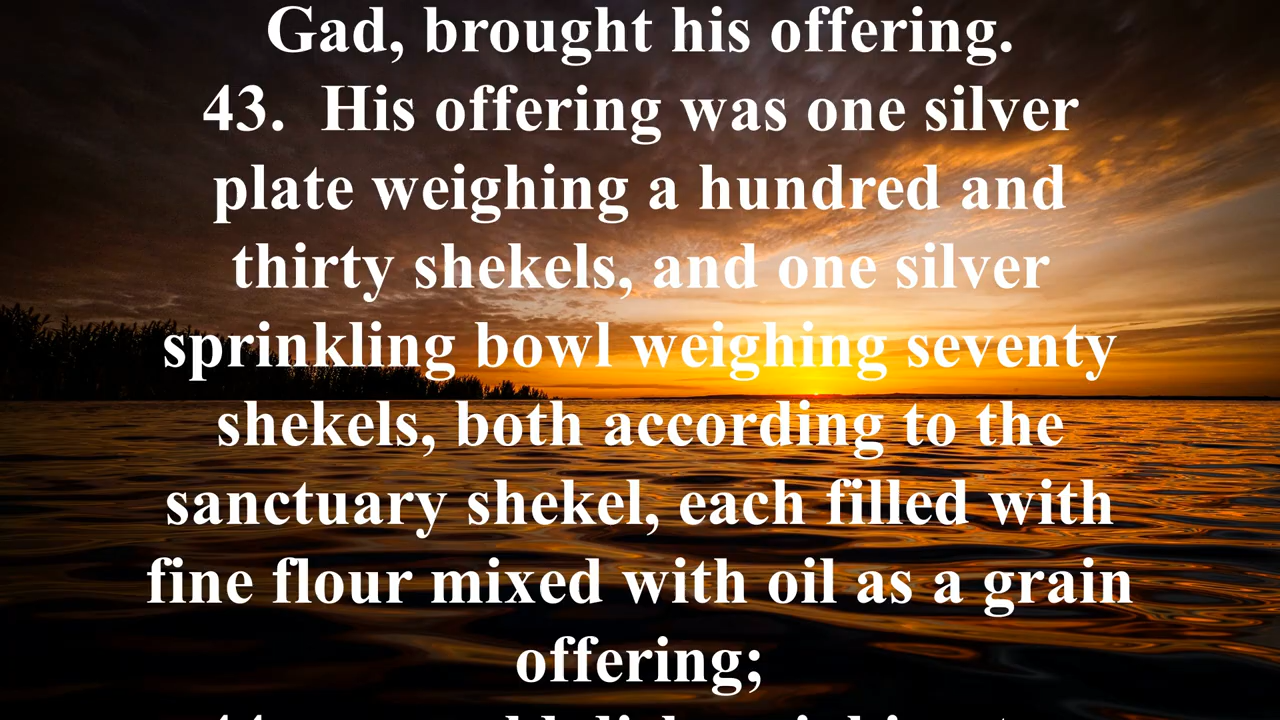 Gad, brought his offering.
43.  His offering was one silver
plate weighing a hundred and
thirty shekels, and one silver
sprinkling bowl weighing seventy
shekels, both according to the
sanctuary shekel, each filled with
fine flour mixed with oil as a grain
offering;